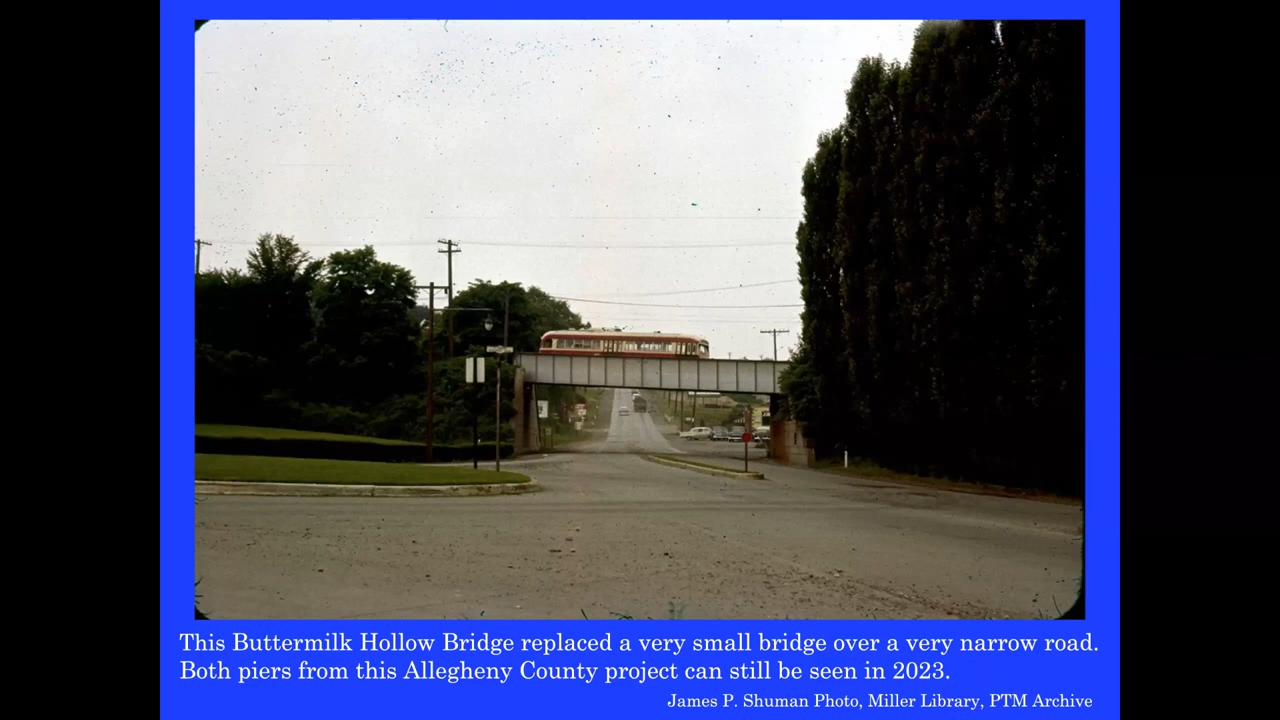 This Buttermilk Hollow Bridge replaced a very small bridge over a very narrow road.
Both piers from this Allegheny County project can still be seen in 2023.
James P. Shuman Photo, Miller Library, PTM Archive